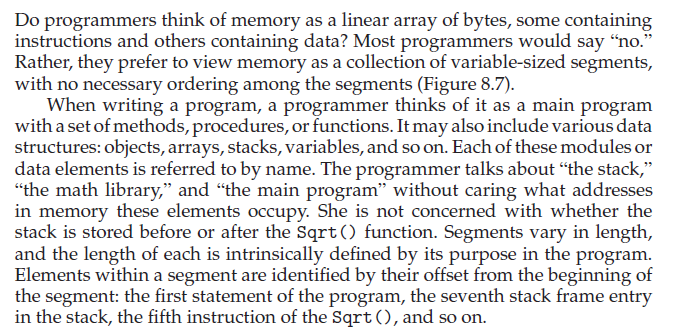 Do programmers think of memory as a linear array of bytes, some containing
instructions and others containing data? Most programmers would say “no.”
Rather, they prefer to view memory as a collection of variable-sized segments,
with no necessary ordering among the segments (Figure 8.7).
When writing a program, a programmer thinks of it as a main program
with a set of methods, procedures, or functions. It may also include various data
structures: objects, arrays, stacks, variables, and so on. Each of these modules or
data elements is referred to by name. The programmer talks about “the stack,”
“the math library,” and “the main program” without caring what addresses
in memory these elements occupy. She is not concerned with whether the
stack is stored before or after the Sqrt() function. Segments vary in length,
and the length of each is intrinsically defined by its purpose in the program.
Elements within a segment are identified by their offset from the beginning of
the segment: the first statement of the program, the seventh stack frame entry
in the stack, the fifth instruction of the Sqrt(), and so on.